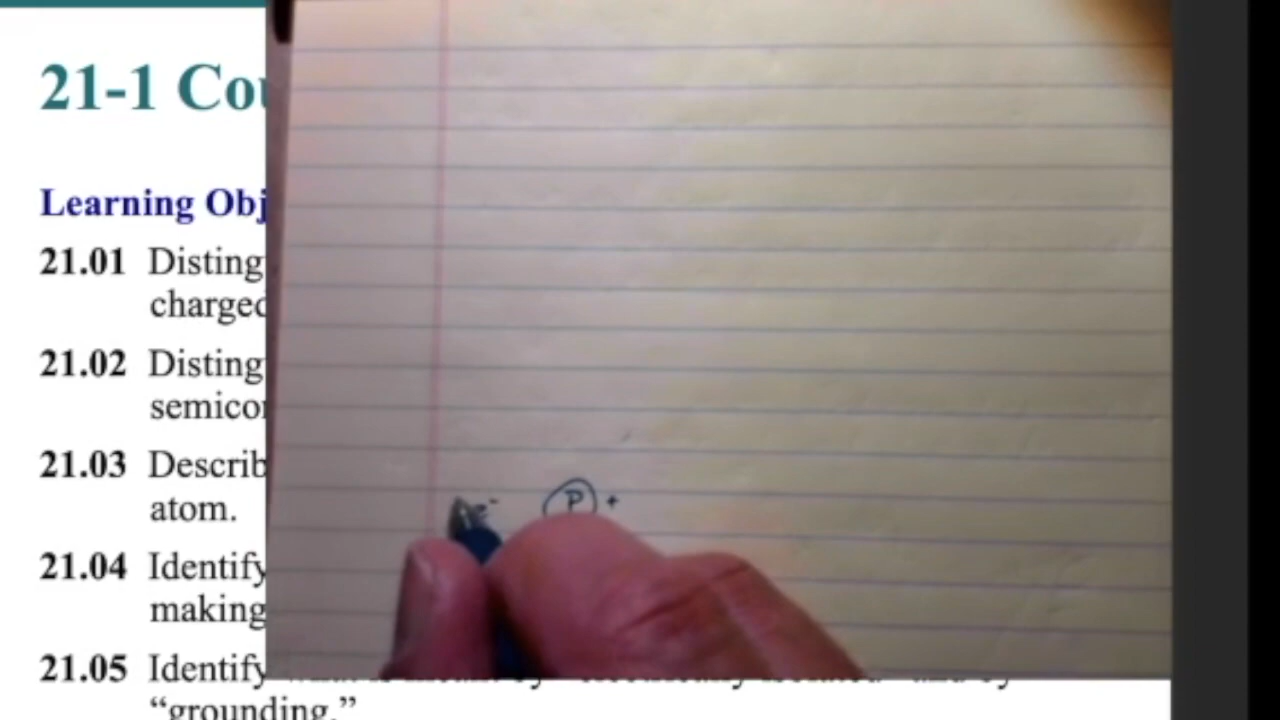 21-1 Cou
Learning Obj
21.01 Disting
charged
21.02 Disting
semicon
21.03 Describ
atom.
21.04 Identify
making
21.05 Identify
“grounding.”
e⁻ P +